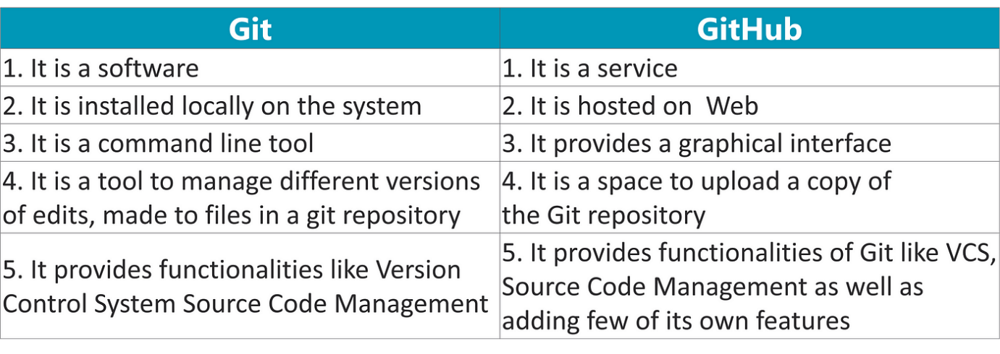 Git
GitHub
1. It is a software
1. It is a service
2. It is installed locally on the system
2. It is hosted on  Web
3. It is a command line tool
3. It provides a graphical interface
4. It is a tool to manage different versions
of edits, made to files in a git repository
4. It is a space to upload a copy of
the Git repository
5. It provides functionalities like Version
Control System Source Code Management
5. It provides functionalities of Git like VCS,
Source Code Management as well as
adding few of its own features